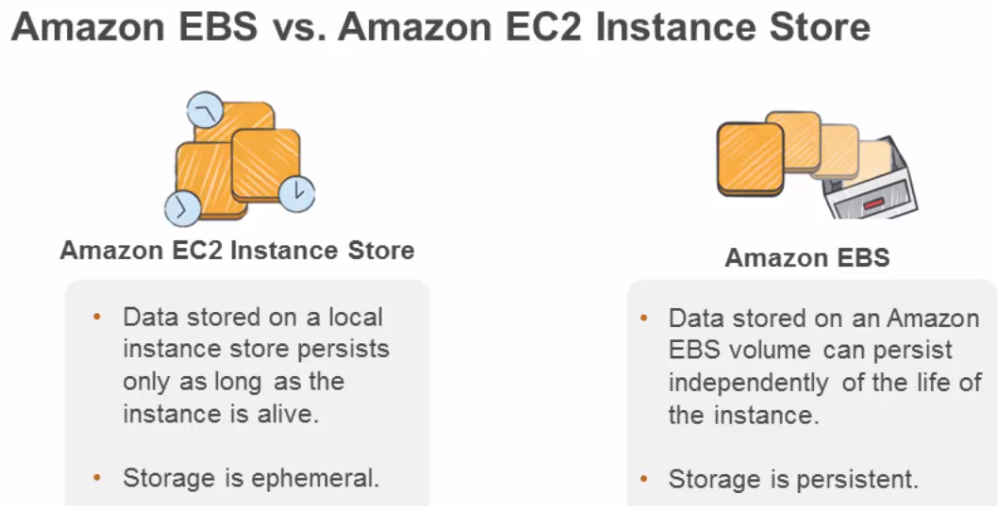 Amazon EBS vs. Amazon EC2 Instance Store
Amazon EC2 Instance Store
• Data stored on a local
instance store persists
only as long as the
instance is alive.
• Storage is ephemeral.
Amazon EBS
• Data stored on an Amazon
EBS volume can persist
independently of the life of
the instance.
• Storage is persistent.